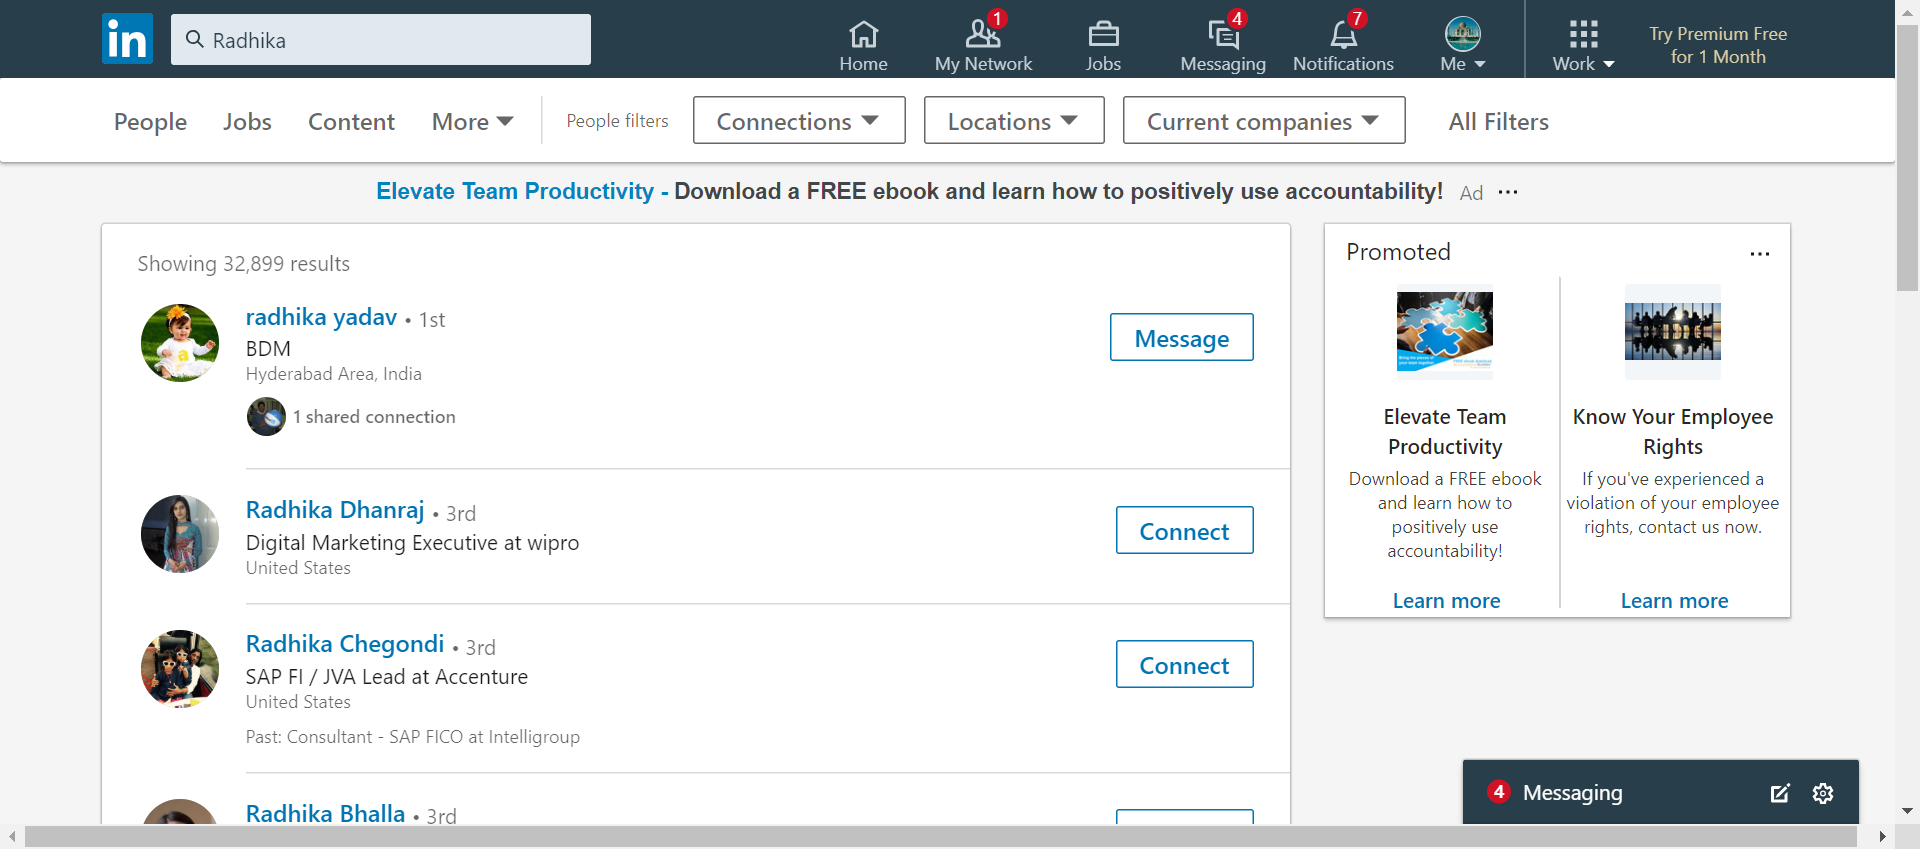 in
Radhika
Home
1
My Network
Jobs
4
Messaging
7
Notifications
Me
Work
Try Premium Free
for 1 Month
People
Jobs
Content
More
People filters
Connections
Locations
Current companies
All Filters
Elevate Team Productivity - Download a FREE ebook and learn how to positively use accountability! Ad ...
Showing 32,899 results
radhika yadav • 1st
BDM
Hyderabad Area, India
1 shared connection
Message
Radhika Dhanraj • 3rd
Digital Marketing Executive at wipro
United States
Connect
Radhika Chegondi • 3rd
SAP FI / JVA Lead at Accenture
United States
Past: Consultant - SAP FICO at Intelligroup
Connect
Radhika Bhalla • 3rd
Promoted
...
Elevate Team
Productivity
Download a FREE ebook
and learn how to
positively use
accountability!
Learn more
Know Your Employee
Rights
If you've experienced a
violation of your employee
rights, contact us now.
Learn more
4 Messaging